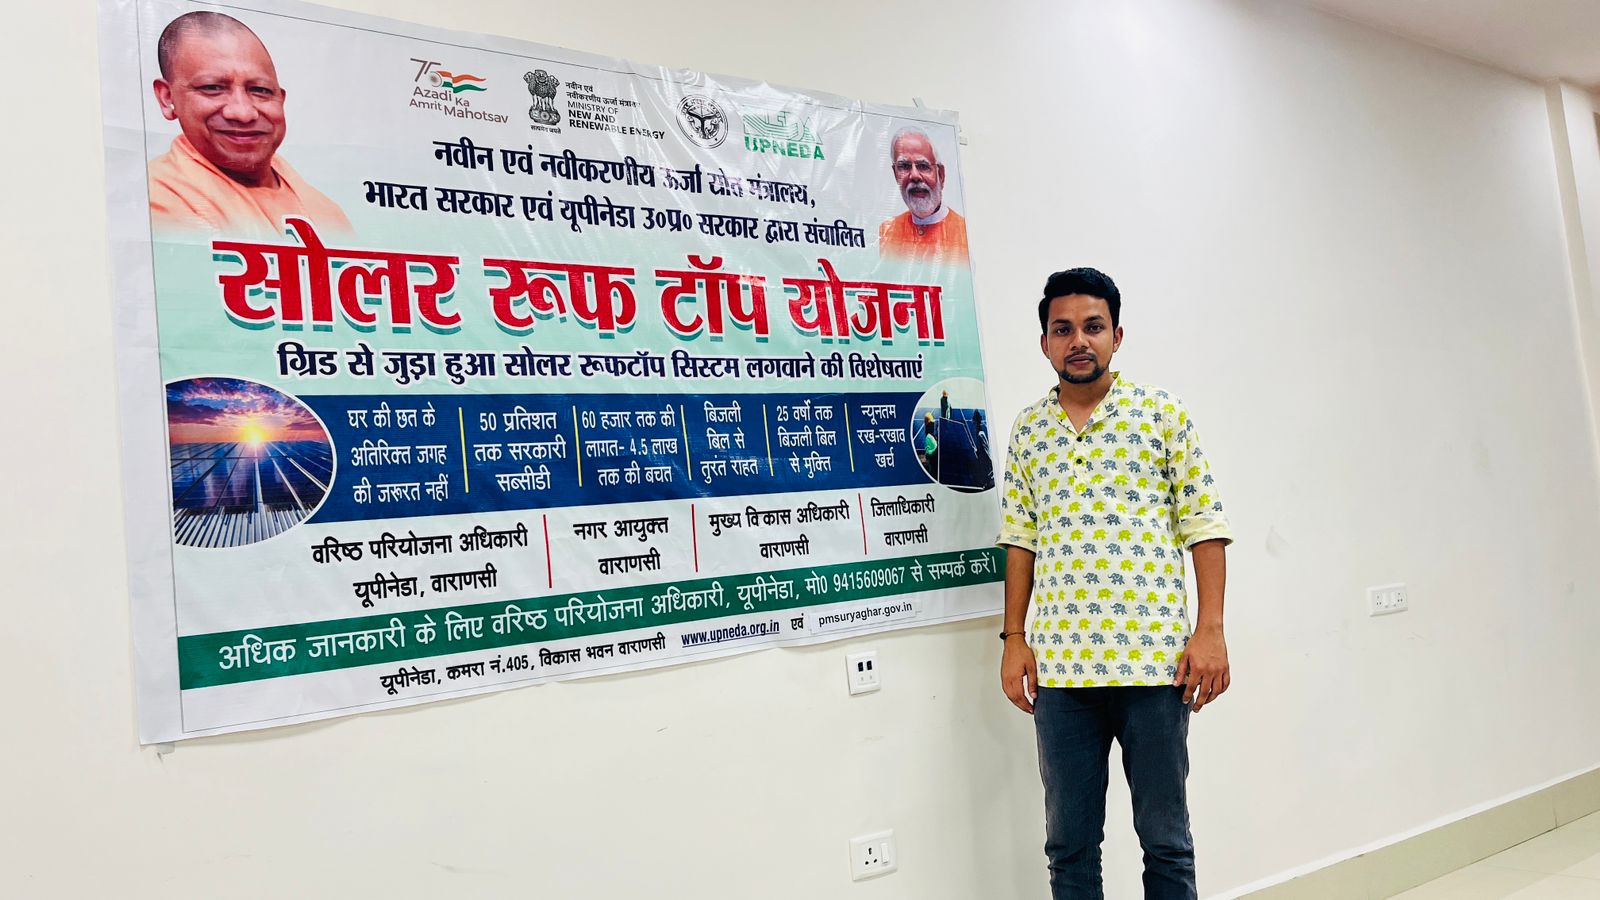 75
Azadi Ka
Amrit Mahotsav
सत्यमेव जयते
नवीन एवं
नवीकरणीय ऊर्जा मंत्रालय
MINISTRY OF
NEW AND
RENEWABLE ENERGY
UPNEDA
नवीन एवं नवीकरणीय ऊर्जा स्रोत मंत्रालय,
भारत सरकार एवं यूपीनेडा उ०प्र० सरकार द्वारा संचालित
सोलर रूफ टॉप योजना
ग्रिड से जुड़ा हुआ सोलर रूफटॉप सिस्टम लगवाने की विशेषताएं
घर की छत के
अतिरिक्त जगह
की जरूरत नहीं
50 प्रतिशत
तक सरकारी
सब्सीडी
60 हजार तक की
लागत- 4.5 लाख
तक की बचत
बिजली
बिल से
तुरंत राहत
25 वर्षो तक
बिजली बिल
से मुक्ति
न्यूनतम
रख-रखाव
खर्च
वरिष्ठ परियोजना अधिकारी
यूपीनेडा, वाराणसी
नगर आयुक्त
वाराणसी
मुख्य विकास अधिकारी
वाराणसी
जिलाधिकारी
वाराणसी
अधिक जानकारी के लिए वरिष्ठ परियोजना अधिकारी, यूपीनेडा, मो0 9415609067 से सम्पर्क करें।
यूपीनेडा, कमरा नं.405, विकास भवन वाराणसी www.upneda.org.in एवं pmsuryaghar.gov.in